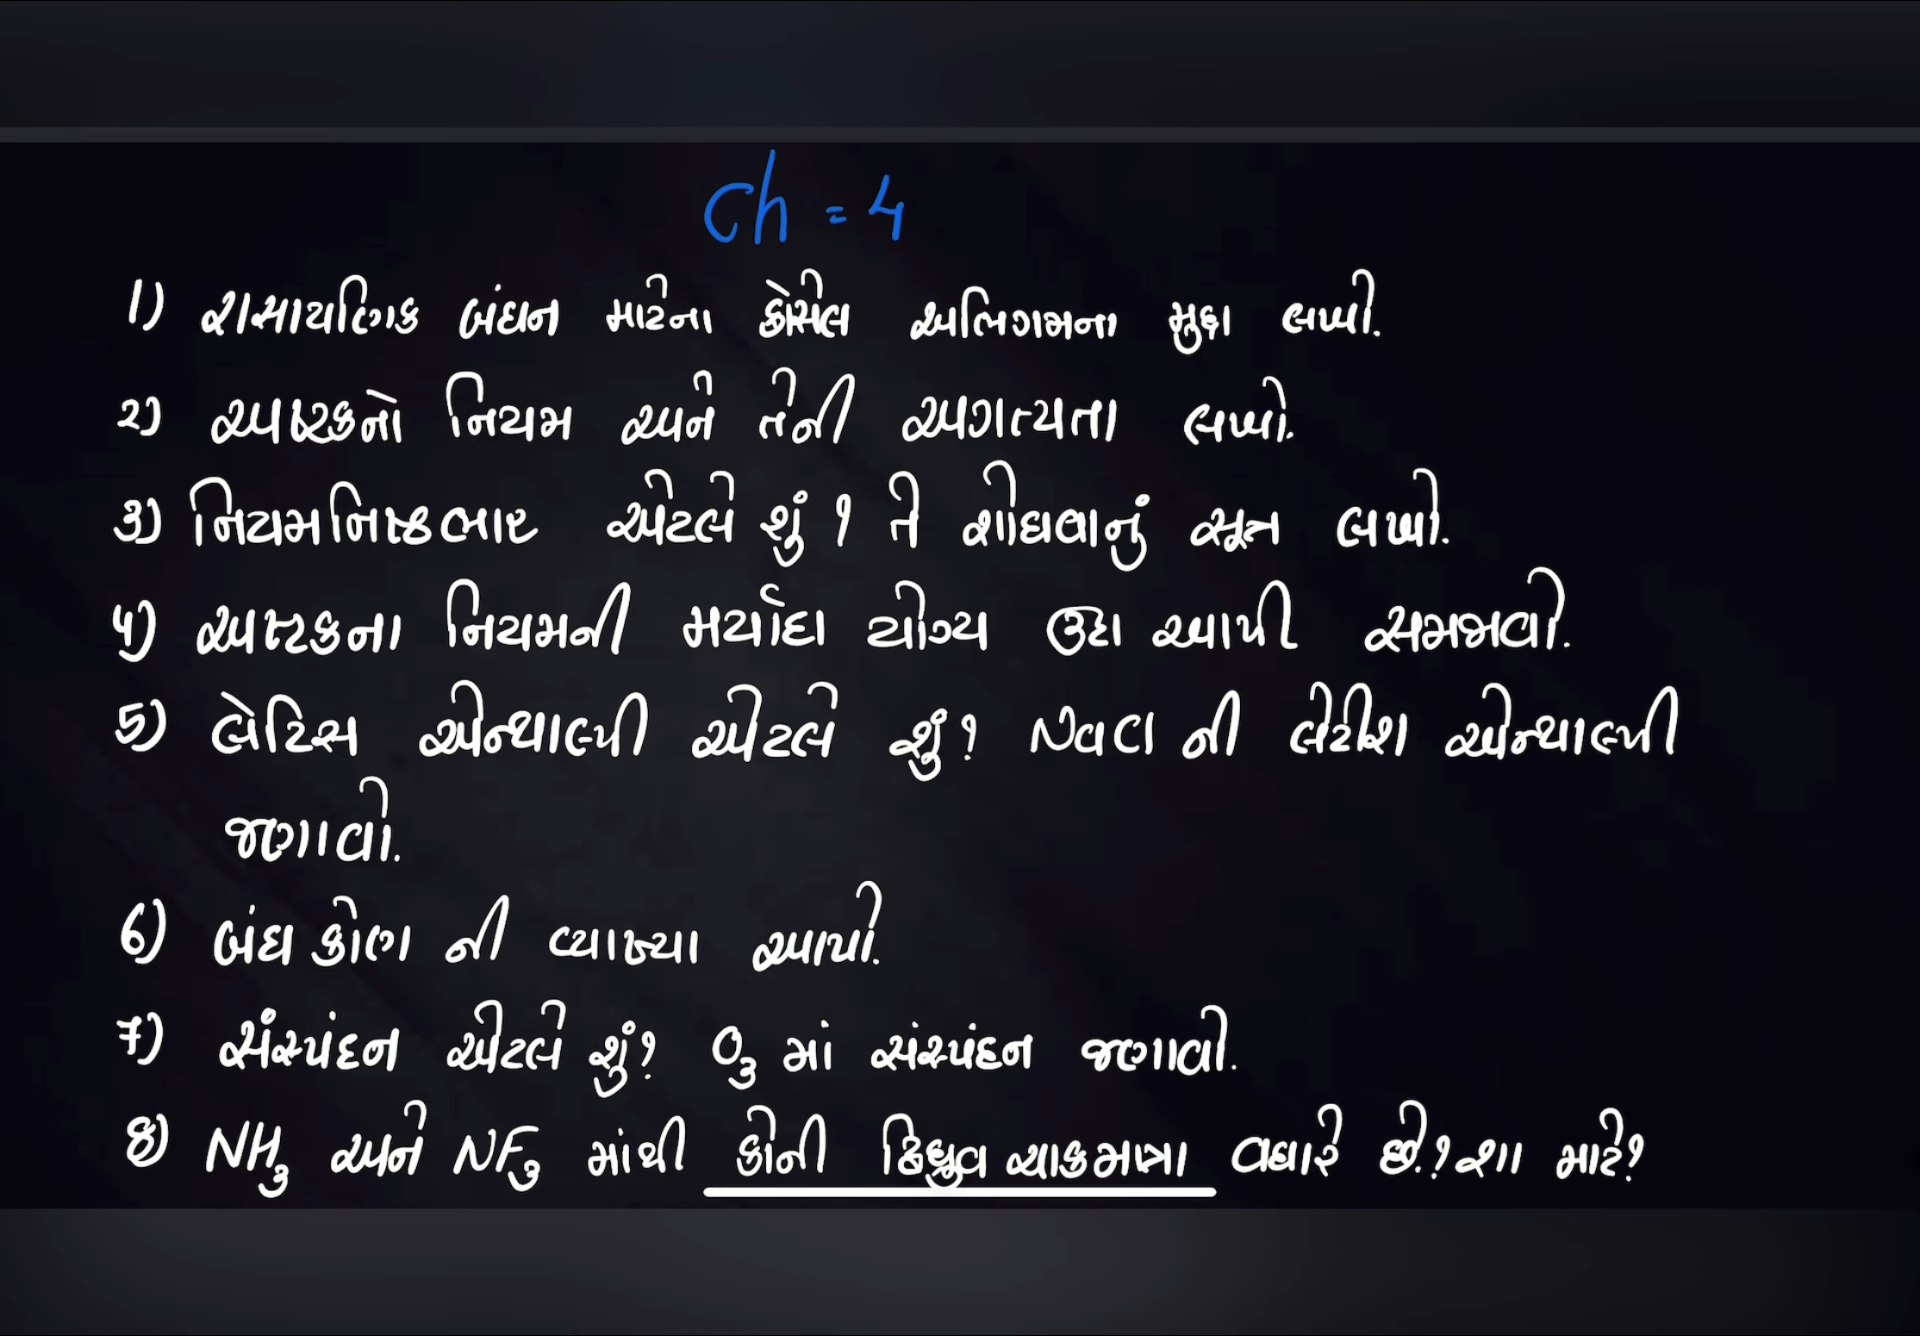 Ch = 4
1) રાસાયણિક બંધન માટેના કોસેલ અભિગમના મુદ્દા લખો.
2) અષ્ટકનો નિયમ અને તેની અગત્યતા લખો.
3) નિયમનિષ્ઠભાર એટલે શું? તે શોધવાનું સૂત્ર લખો.
4) અષ્ટકના નિયમની મર્યાદા યોગ્ય ઉદા આપી સમજાવો.
5) લેટિસ એન્થાલ્પી એટલે શું? Nacl ની લેટીશ એન્થાલ્પી
જણાવો.
6) બંધ કોણ ની વ્યાખ્યા આપો.
7) સંસ્પંદન એટલે શું? O₃ માં સંસ્પંદન જણાવો.
8) NH₃ અને NF₃ માંથી કોની દ્વિધ્રુવ ચાકમાત્રા વધારે છે.? શા માટે?